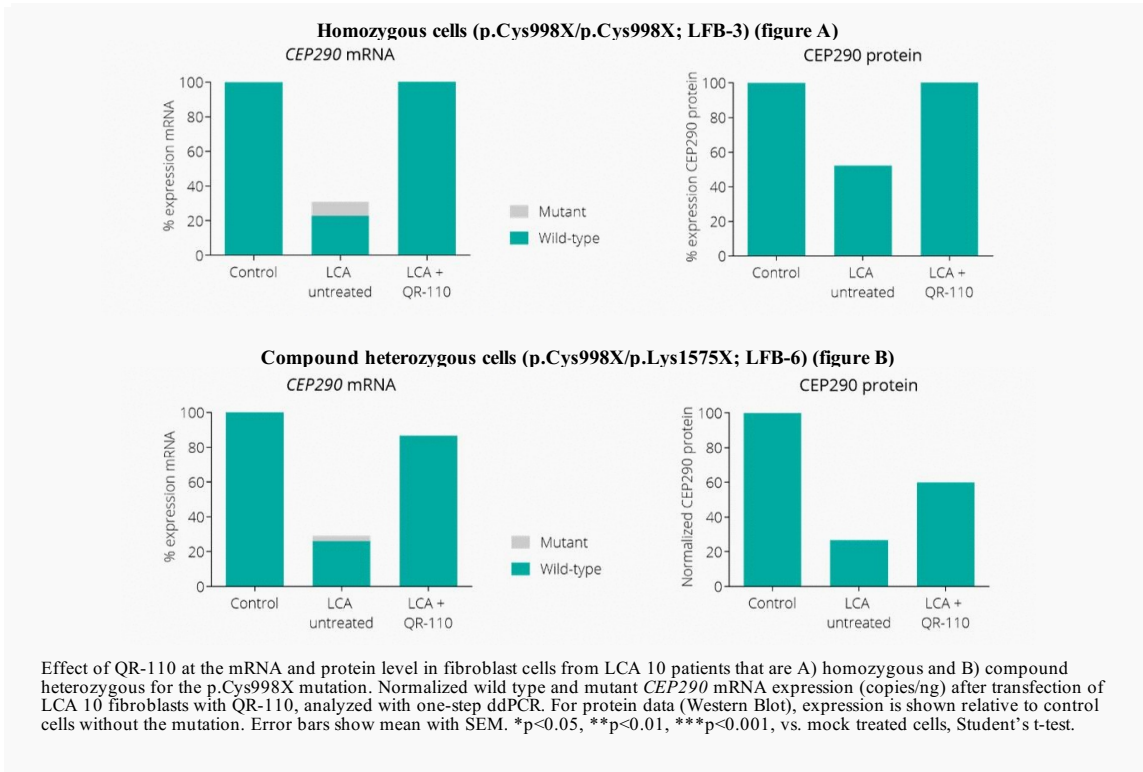 Homozygous cells (p.Cys998X/p.Cys998X; LFB-3) (figure A)
CEP290 mRNA
% expression mRNA
100
80
60
40
20
0
Control
LCA
untreated
LCA +
QR-110
Mutant
Wild-type
CEP290 protein
% expression CEP290 protein
100
80
60
40
20
0
Control
LCA
untreated
LCA +
QR-110
Compound heterozygous cells (p.Cys998X/p.Lys1575X; LFB-6) (figure B)
CEP290 mRNA
% expression mRNA
100
80
60
40
20
0
Control
LCA
untreated
LCA +
QR-110
Mutant
Wild-type
CEP290 protein
Normalized CEP290 protein
100
80
60
40
20
0
Control
LCA
untreated
LCA +
QR-110
Effect of QR-110 at the mRNA and protein level in fibroblast cells from LCA 10 patients that are A) homozygous and B) compound
heterozygous for the p.Cys998X mutation. Normalized wild type and mutant CEP290 mRNA expression (copies/ng) after transfection of
LCA 10 fibroblasts with QR-110, analyzed with one-step ddPCR. For protein data (Western Blot), expression is shown relative to control
cells without the mutation. Error bars show mean with SEM. *p<0.05, **p<0.01, ***p<0.001, vs. mock treated cells, Student’s t-test.